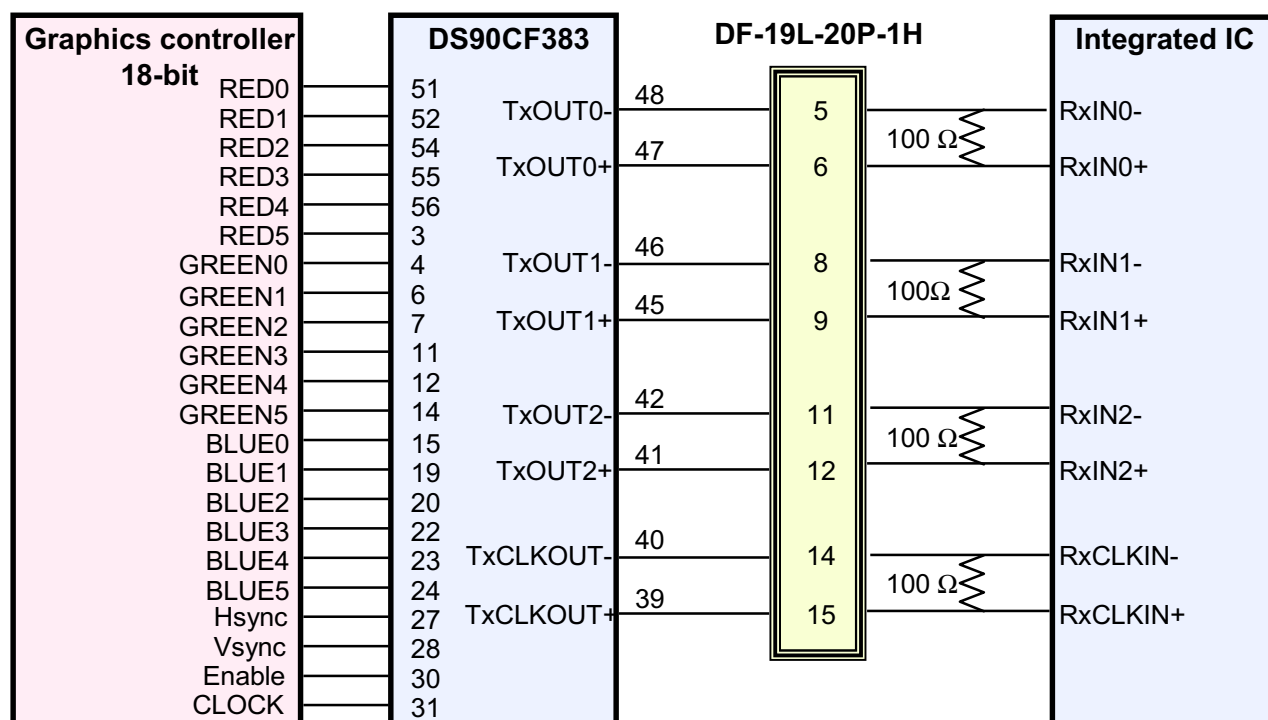 Graphics controller
18-bit
RED0
RED1
RED2
RED3
RED4
RED5
GREEN0
GREEN1
GREEN2
GREEN3
GREEN4
GREEN5
BLUE0
BLUE1
BLUE2
BLUE3
BLUE4
BLUE5
Hsync
Vsync
Enable
CLOCK
DS90CF383
51
52
54
55
56
3
4
6
7
11
12
14
15
19
20
22
23
24
27
28
30
31
TxOUT0-
TxOUT0+
TxOUT1-
TxOUT1+
TxOUT2-
TxOUT2+
TxCLKOUT-
TxCLKOUT+
48
47
46
45
42
41
40
39
DF-19L-20P-1H
5
6
8
9
11
12
14
15
100 Ω
100Ω
100 Ω
100 Ω
Integrated IC
RxIN0-
RxIN0+
RxIN1-
RxIN1+
RxIN2-
RxIN2+
RxCLKIN-
RxCLKIN+